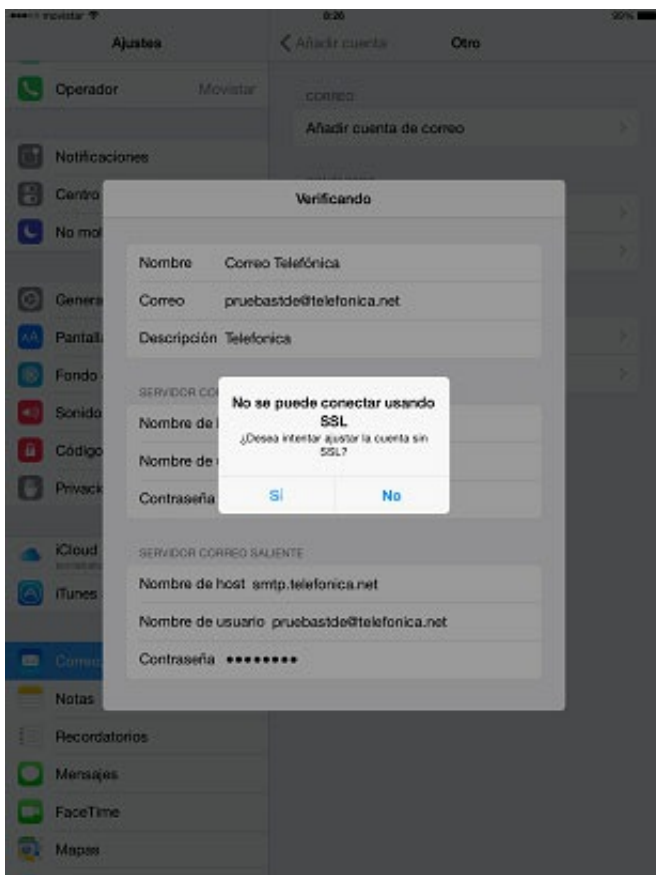 movistar
8:26
99%
Ajustes
Añadir cuenta
Otro
Operador
Movistar
CORREO
Añadir cuenta de correo
Notificaciones
Centro
No mol
Genera
Pantall
Fondo
Sonido
Código
Privaci
iCloud
iTunes
Correo
Notas
Recordatorios
Mensajes
FaceTime
Mapas
Verificando
Nombre Correo Telefónica
Correo pruebastde@telefonica.net
Descripción Telefonica
SERVIDOR CO
Nombre de
Nombre de
Contraseña
No se puede conectar usando
SSL
¿Desea intentar ajustar la cuenta sin
SSL?
Sí
No
SERVIDOR CORREO SALIENTE
Nombre de host smtp.telefonica.net
Nombre de usuario pruebastde@telefonica.net
Contraseña ••••••••